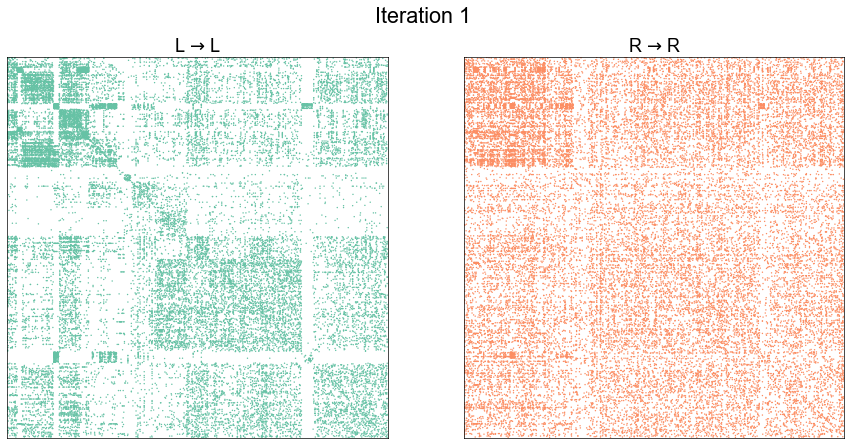 Iteration 1
L → L
R → R